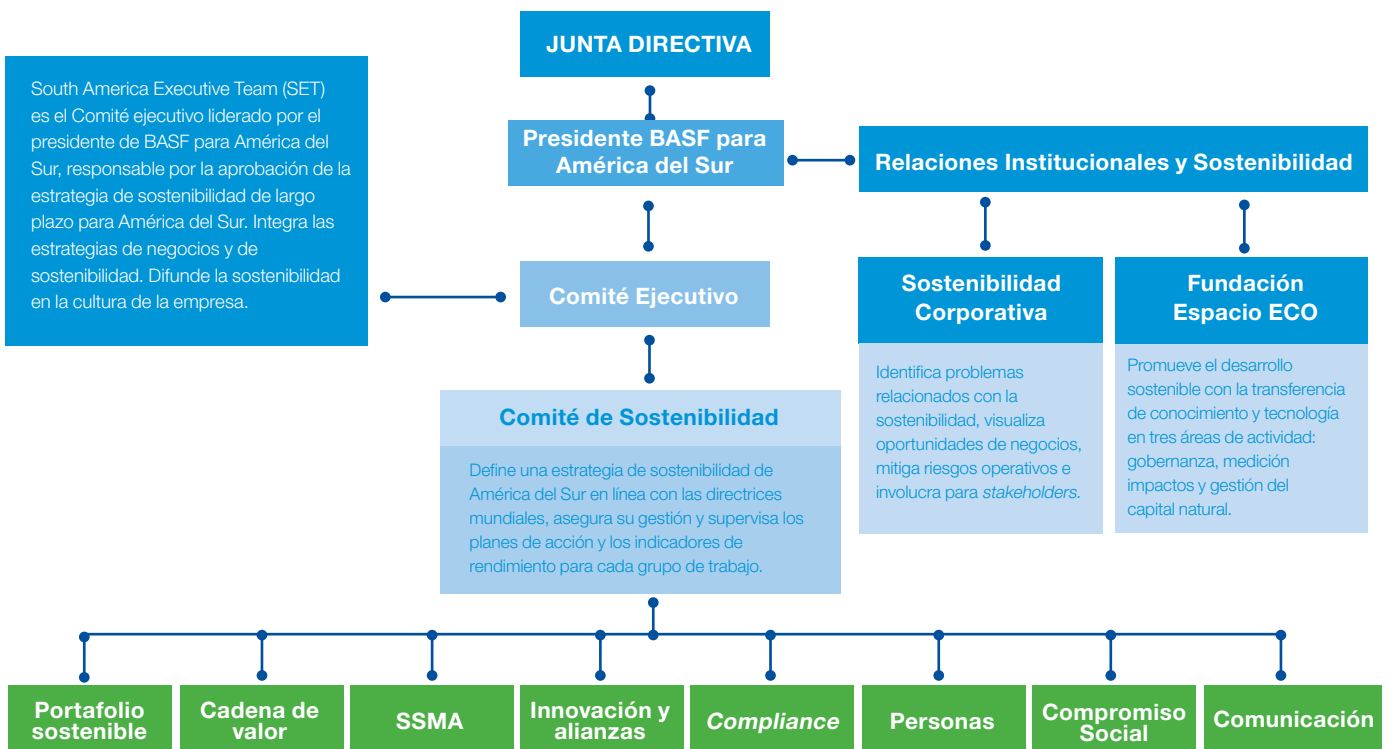 JUNTA DIRECTIVA
South America Executive Team (SET)
es el Comité ejecutivo liderado por el
presidente de BASF para América del
Sur, responsable por la aprobación de la
estrategia de sostenibilidad de largo
plazo para América del Sur. Integra las
estrategias de negocios y de
sostenibilidad. Difunde la sostenibilidad
en la cultura de la empresa.
Presidente BASF para
América del Sur
Relaciones Institucionales y Sostenibilidad
Comité Ejecutivo
Sostenibilidad
Corporativa
Identifica problemas
relacionados con la
sostenibilidad, visualiza
oportunidades de negocios,
mitiga riesgos operativos e
involucra para stakeholders.
Fundación
Espacio ECO
Promueve el desarrollo
sostenible con la transferencia
de conocimiento y tecnología
en tres áreas de actividad:
gobernanza, medición
impactos y gestión del
capital natural.
Comité de Sostenibilidad
Define una estrategia de sostenibilidad de
América del Sur en línea con las directrices
mundiales, asegura su gestión y supervisa los
planes de acción y los indicadores de
rendimiento para cada grupo de trabajo.
Portafolio
sostenible
Cadena de
valor
SSMA
Innovación y
alianzas
Compliance
Personas
Compromiso
Social
Comunicación